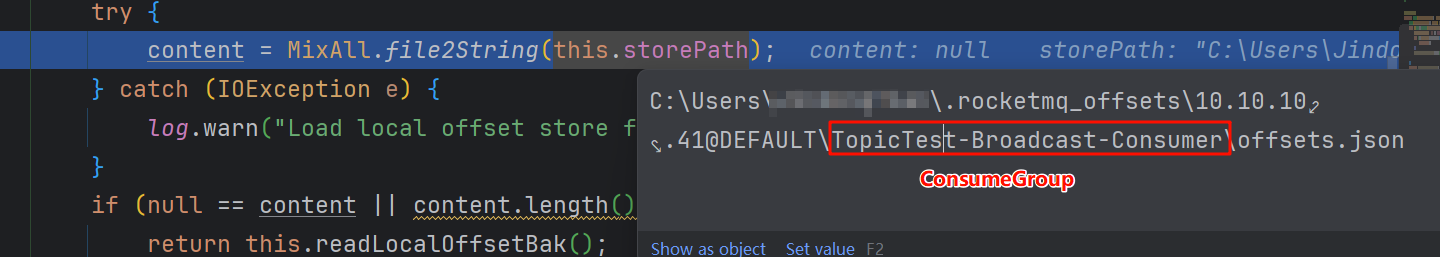 try {
content = MixAll.file2String(this.storePath); content: null storePath: "C:\Users\Jindo
} catch (IOException e) {
log.warn("Load local offset store f
}
if (null == content || content.length()
return this.readLocalOffsetBak();
C:\Users\
\.rocketmq_offsets\10.10.10
.41@DEFAULT\TopicTest-Broadcast-Consumer\offsets.json
ConsumeGroup
Show as object Set value F2